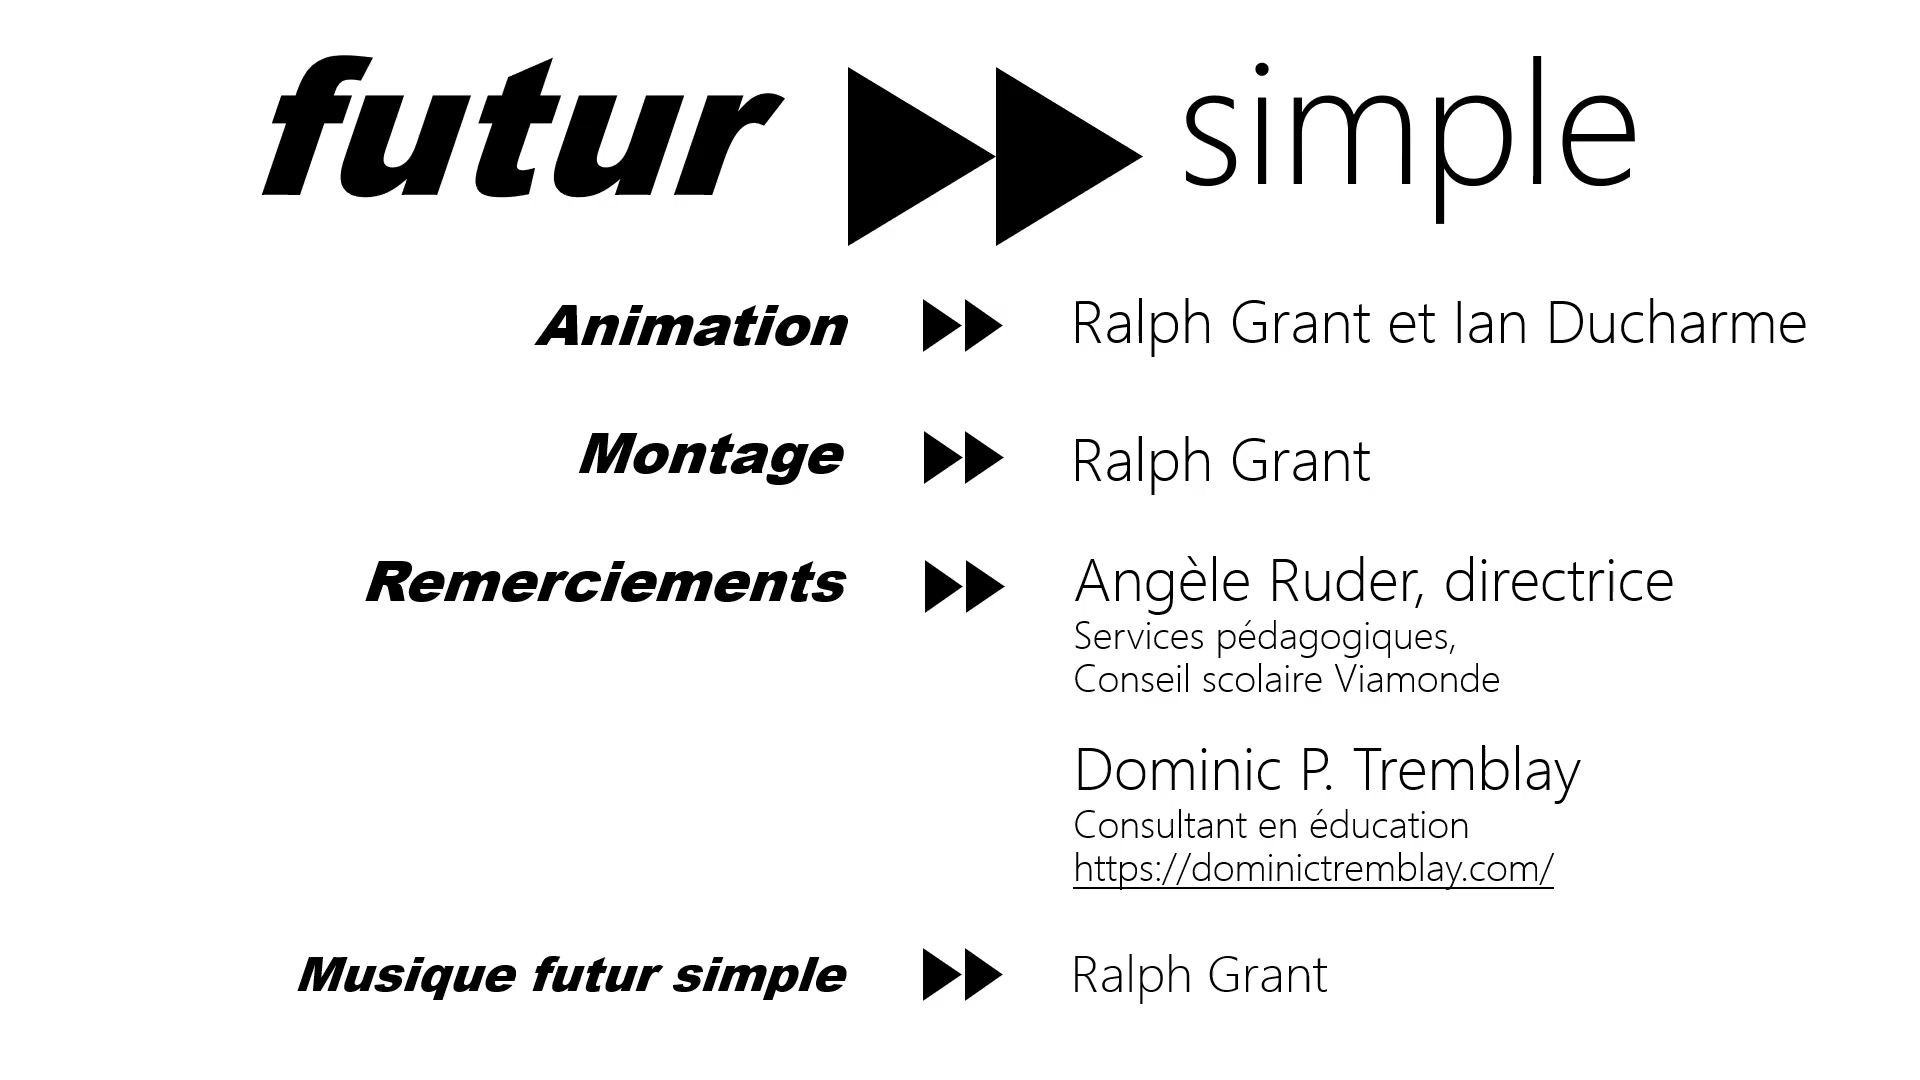 futur simple
Animation Ralph Grant et Ian Ducharme
Montage Ralph Grant
Remerciements Angèle Ruder, directrice
Services pédagogiques,
Conseil scolaire Viamonde
Dominic P. Tremblay
Consultant en éducation
https://dominictremblay.com/
Musique futur simple Ralph Grant